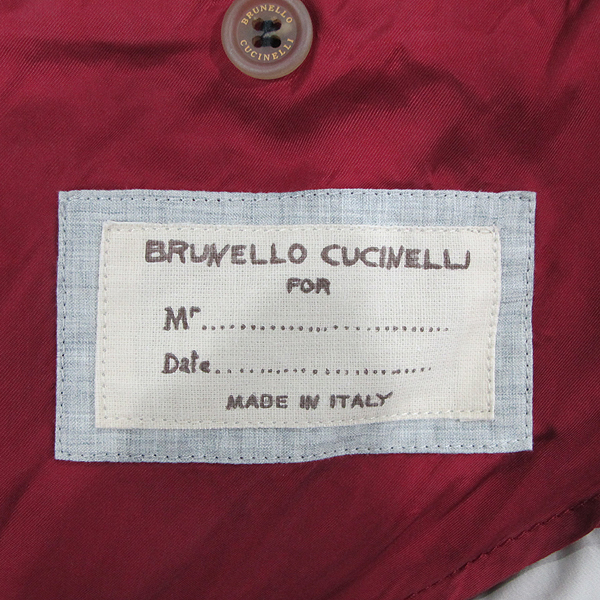 BRUNELLO
CUCINELLI
BRUNELLO CUCINELLI
FOR
Mr..............................
Date..............................
MADE IN ITALY